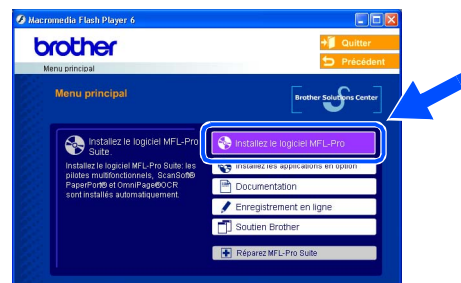 Macromedia Flash Player 6
brother
Quitter
Précédent
Menu principal
Menu principal
Brother Solutions Center
Installez le logiciel MFL-Pro
Suite.
Installez le logiciel MFL-Pro Suite: les
pilotes multifonctionnels, ScanSoft®
PaperPort® et OmniPage®OCR
sont installés automatiquement.
Installez le logiciel MFL-Pro
Installez les applications en option
Documentation
Enregistrement en ligne
Soutien Brother
Réparez MFL-Pro Suite